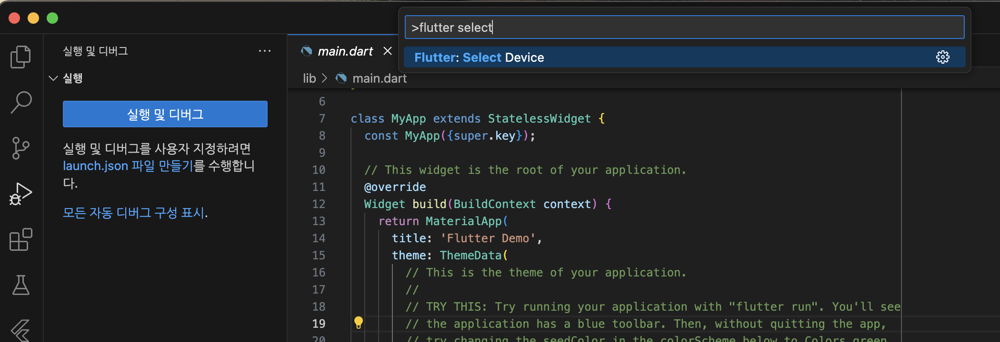 >flutter select
Flutter: Select Device
실행 및 디버그
실행
실행 및 디버그
실행 및 디버그를 사용자 지정하려면
launch.json 파일 만들기를 수행합니
다.
모든 자동 디버그 구성 표시.
main.dart
lib > main.dart
6
7 class MyApp extends StatelessWidget {
8 const MyApp({super.key});
9
10 // This widget is the root of your application.
11 @override
12 Widget build(BuildContext context) {
13 return MaterialApp(
14 title: 'Flutter Demo',
15 theme: ThemeData(
16 // This is the theme of your application.
17 //
18 // TRY THIS: Try running your application with "flutter run". You'll see
19 // the application has a blue toolbar. Then, without quitting the app,
20 // try changing the seedColor in the colorScheme below to Colors.green